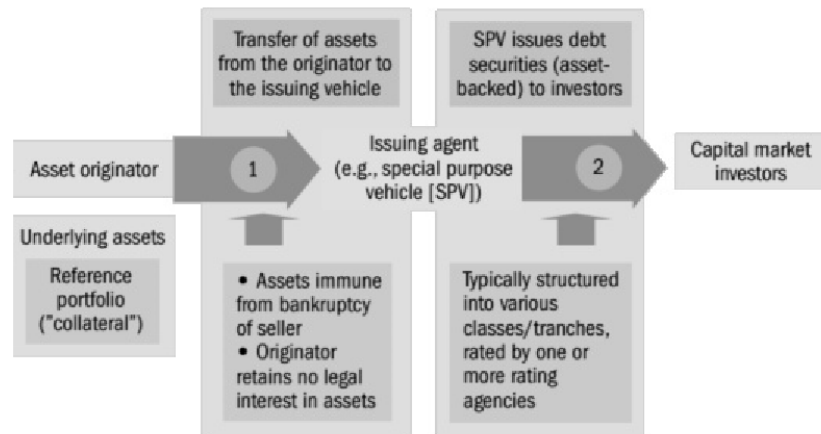 Transfer of assets
from the originator to
the issuing vehicle
SPV issues debt
securities (asset-
backed) to investors
Asset originator
1
Issuing agent
(e.g., special purpose
vehicle [SPV])
2
Capital market
investors
Underlying assets
Reference
portfolio
("collateral")
• Assets immune
from bankruptcy
of seller
• Originator
retains no legal
interest in assets
Typically structured
into various
classes/tranches,
rated by one or
more rating
agencies